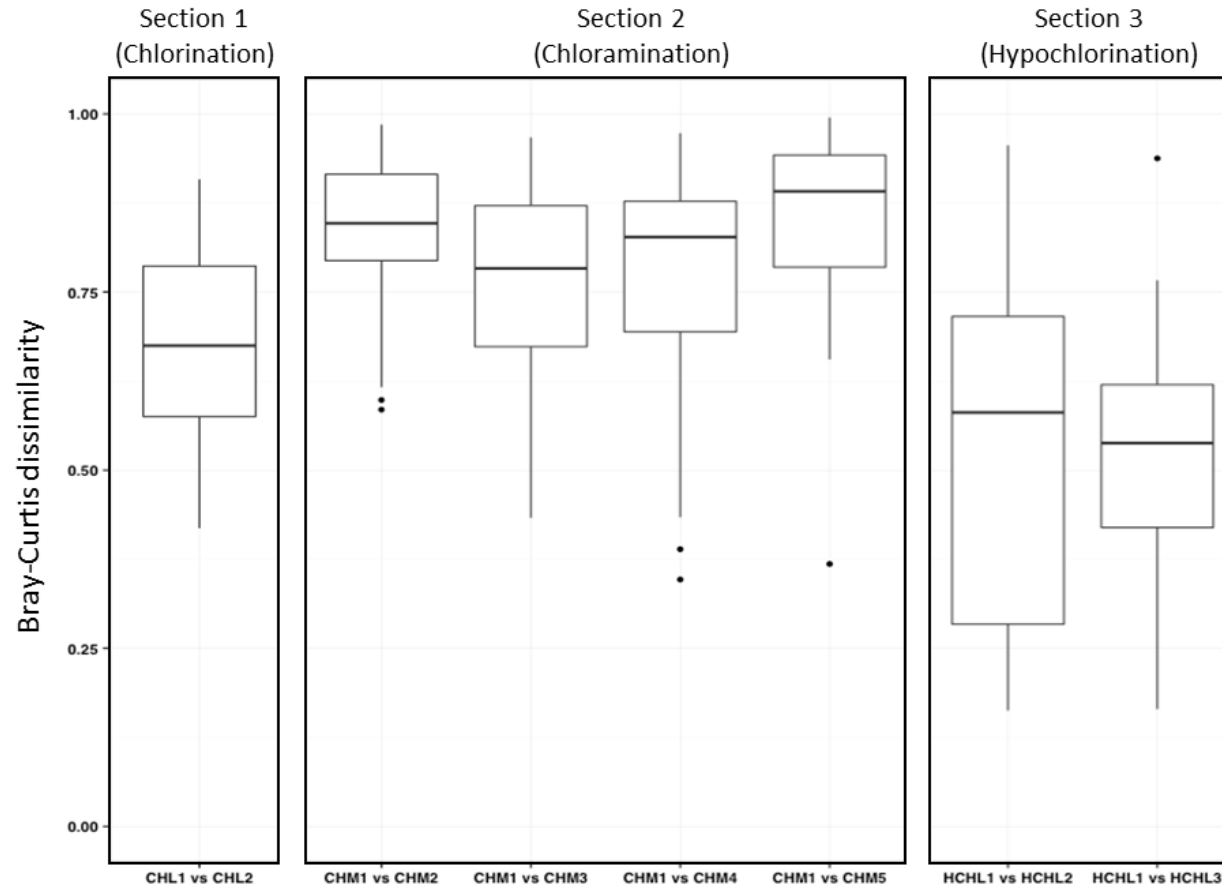 Section 1
(Chlorination)
Section 2
(Chloramination)
Section 3
(Hypochlorination)
Bray-Curtis dissimilarity
1.00
0.75
0.50
0.25
0.00
CHL1 vs CHL2
CHM1 vs CHM2
CHM1 vs CHM3
CHM1 vs CHM4
CHM1 vs CHM5
HCHL1 vs HCHL2
HCHL1 vs HCHL3